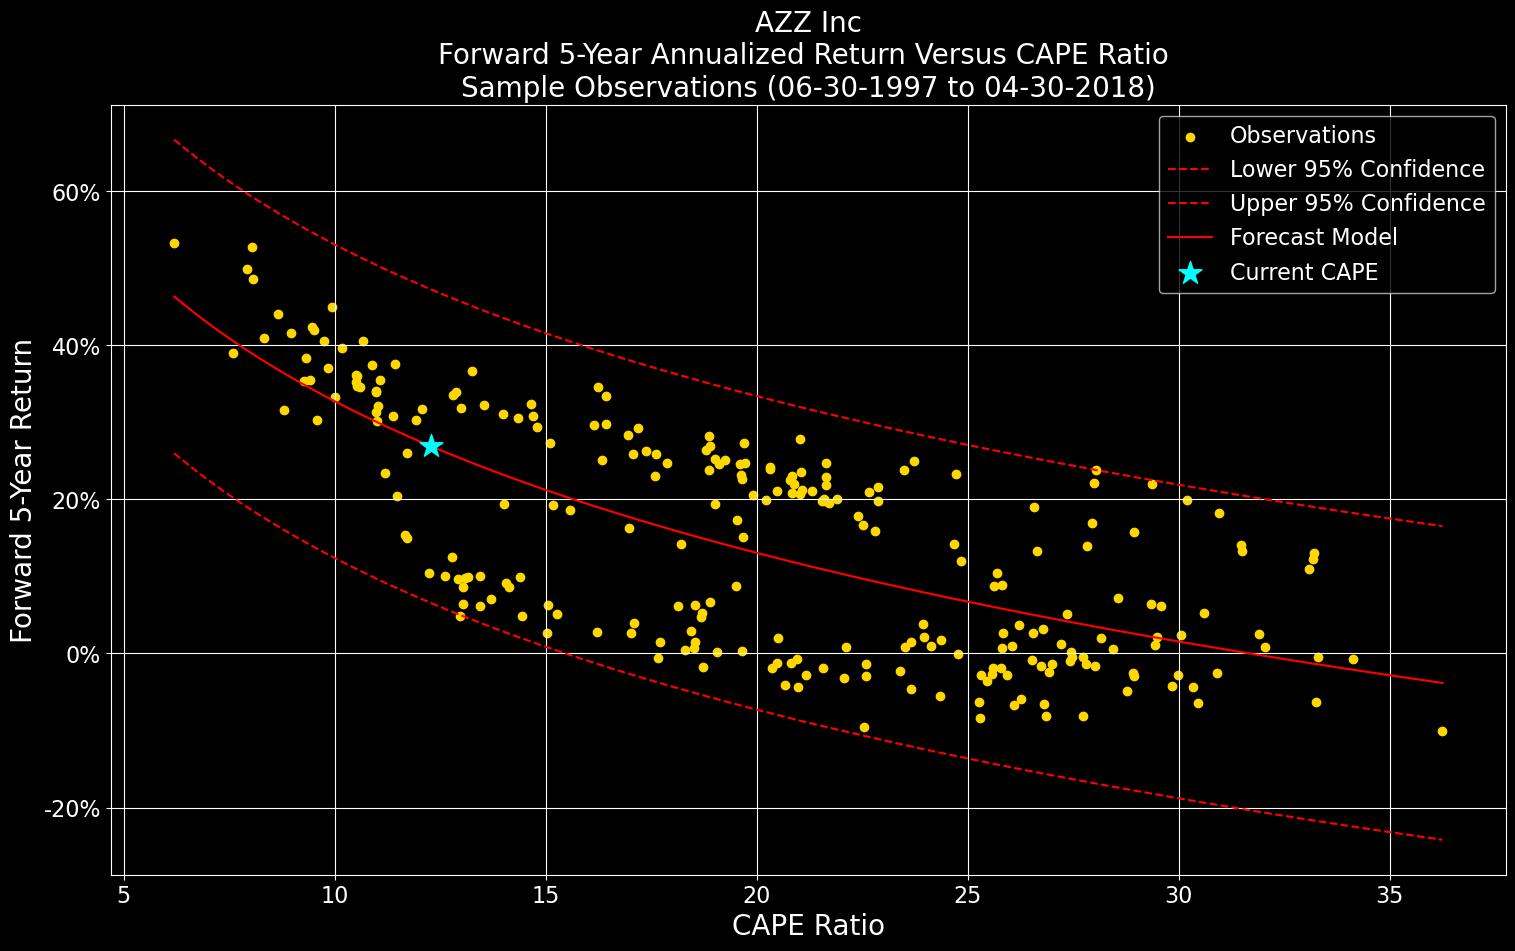 AZZ Inc
Forward 5-Year Annualized Return Versus CAPE Ratio
Sample Observations (06-30-1997 to 04-30-2018)
Observations
Lower 95% Confidence
Upper 95% Confidence
Forecast Model
Current CAPE
Forward 5-Year Return
60%
40%
20%
0%
-20%
5 10 15 20 25 30 35
CAPE Ratio